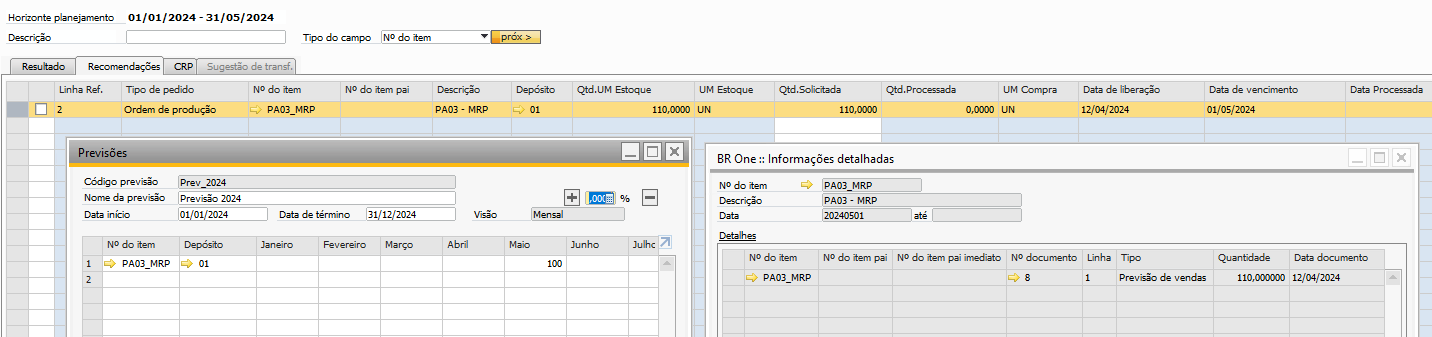 Horizonte planejamento 01/01/2024 - 31/05/2024
Descrição Tipo do campo Nº do item próx >
Resultado Recomendações CRP Sugestão de transf.
Linha Ref. Tipo de pedido Nº do item Nº do item pai Descrição Depósito Qtd.UM Estoque UM Estoque Qtd.Solicitada Qtd.Processada UM Compra Data de liberação Data de vencimento Data Processada
2 Ordem de produção PA03_MRP PA03 - MRP 01 110,0000 UN 110,0000 0,0000 UN 12/04/2024 01/05/2024
Previsões
Código previsão Prev_2024
Nome da previsão Previsão 2024 %
Data início 01/01/2024 Data de término 31/12/2024 Visão Mensal
Nº do item Depósito Janeiro Fevereiro Março Abril Maio Junho
1 PA03_MRP 01 100
2
BR One :: Informações detalhadas
Nº do item PA03_MRP
Descrição PA03 - MRP
Data 20240501 até
Detalhes
Nº do item Nº do item pai Nº do item pai imediato Nº documento Linha Tipo Quantidade Data documento
PA03_MRP 8 1 Previsão de vendas 110,000000 12/04/2024